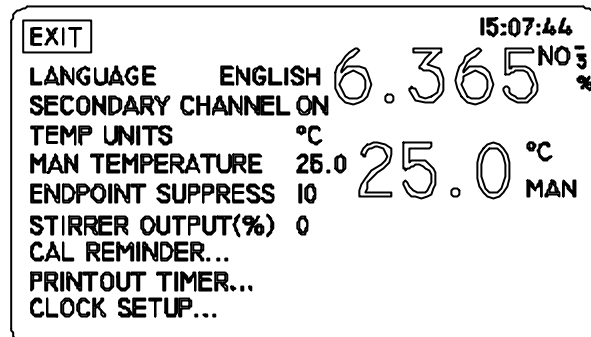 EXIT 15:07:44
6.365 NO₃⁻ %
LANGUAGE ENGLISH
SECONDARY CHANNEL ON
TEMP UNITS °C
MAN TEMPERATURE 25.0
25.0 °C MAN
ENDPOINT SUPPRESS 10
STIRRER OUTPUT(%) 0
CAL REMINDER...
PRINTOUT TIMER...
CLOCK SETUP...